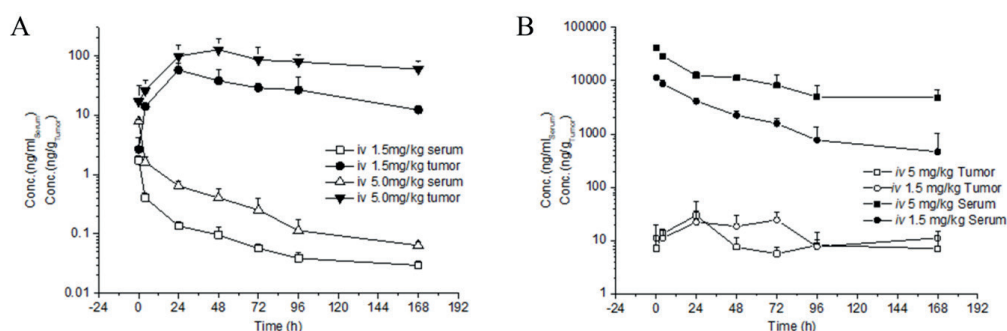 A
Conc.(ng/ml Serum)
Conc.(ng/g Tumor)
100
10
1
0.1
0.01
iv 1.5mg/kg serum
iv 1.5mg/kg tumor
iv 5.0mg/kg serum
iv 5.0mg/kg tumor
-24 0 24 48 72 96 120 144 168 192
Time (h)
B
Conc.(ng/ml Serum)
Conc.(ng/g Tumor)
100000
10000
1000
100
10
1
iv 5 mg/kg Tumor
iv 1.5 mg/kg Tumor
iv 5 mg/kg Serum
iv 1.5 mg/kg Serum
-24 0 24 48 72 96 120 144 168 192
Time (h)